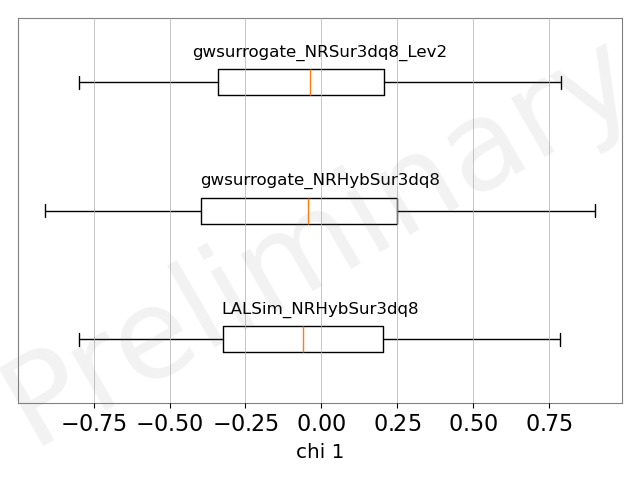 gwsurrogate_NRSur3dq8_Lev2
gwsurrogate_NRHybSur3dq8
LALSim_NRHybSur3dq8
Preliminary
−0.75 −0.50 −0.25 0.00 0.25 0.50 0.75
chi 1